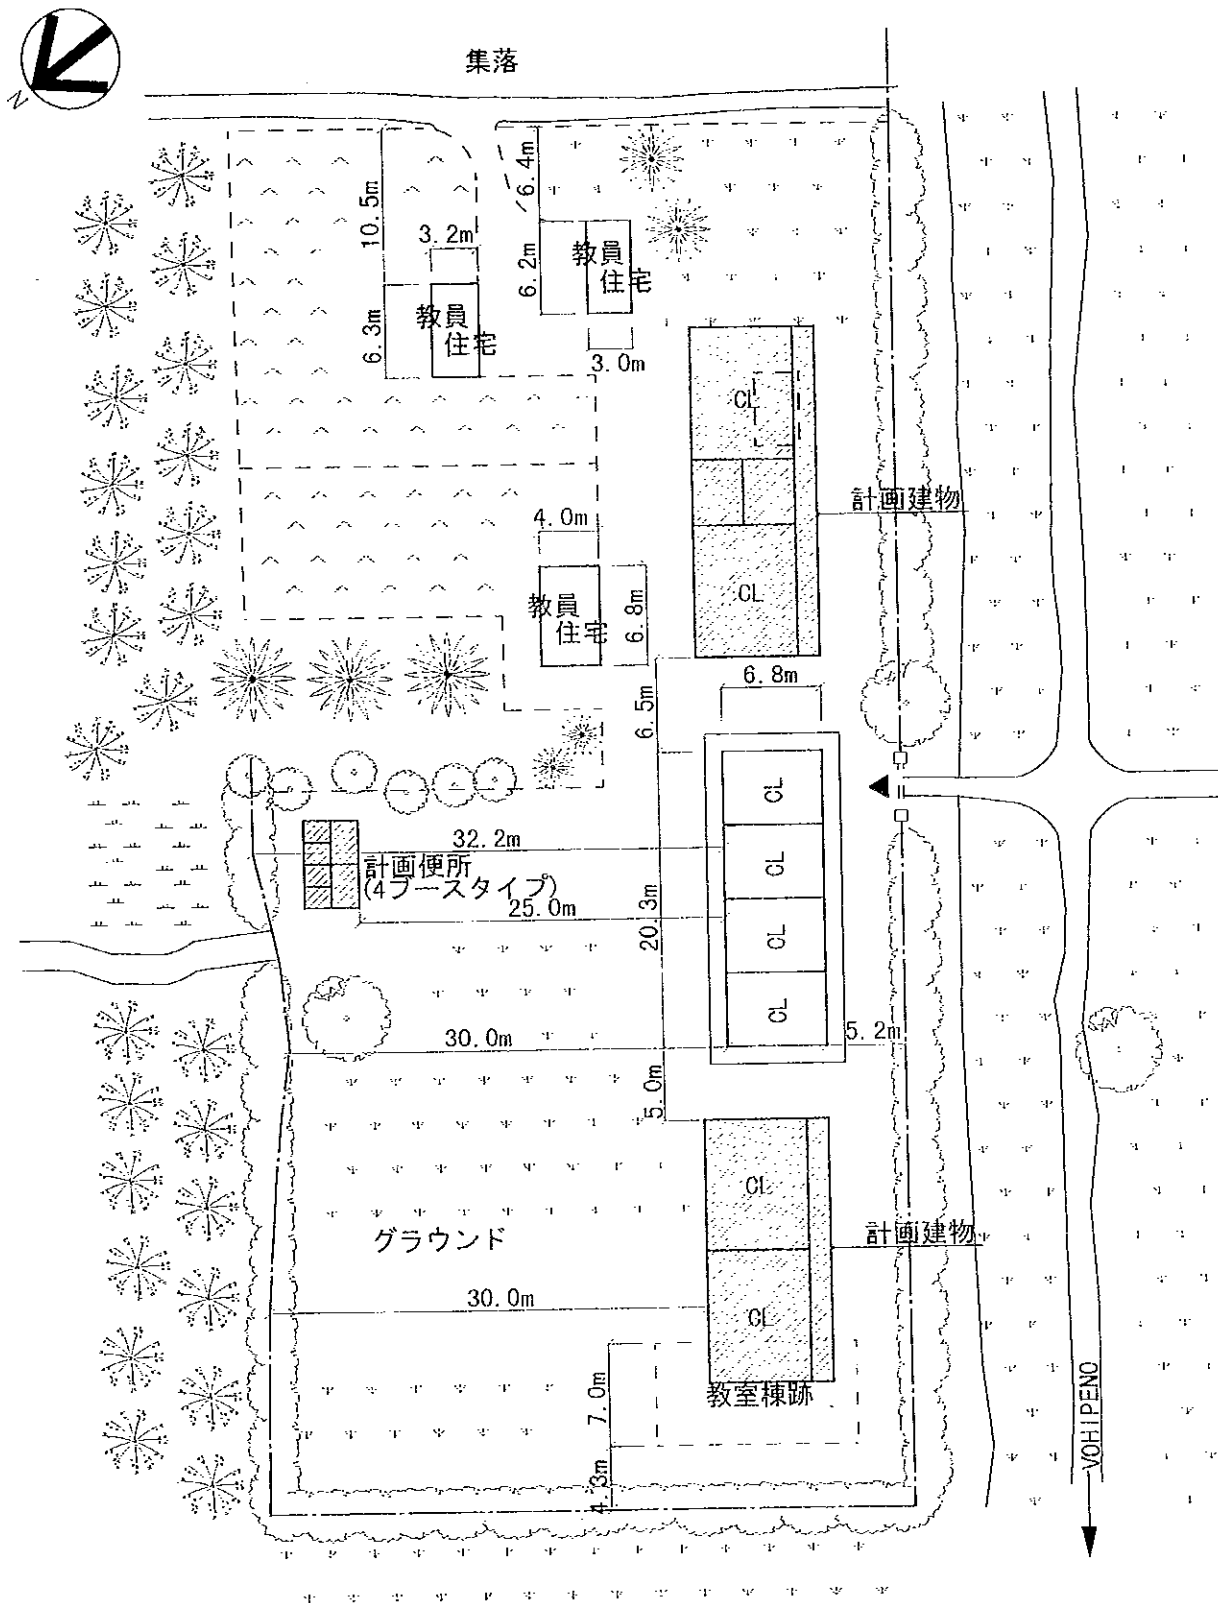 集落
N
6.4m
10.5m
3.2m
6.2m
教員
住宅
教員
住宅
6.3m
3.0m
CL
計画建物
4.0m
CL
教員
住宅
6.8m
6.8m
6.5m
CL
32.2m
計画便所
(4ブースタイプ)
CL
25.0m
20.3m
CL
CL
30.0m
5.2m
5.0m
CL
グラウンド
計画建物
30.0m
CL
教室棟跡
7.0m
VOHIPENO
4.3m